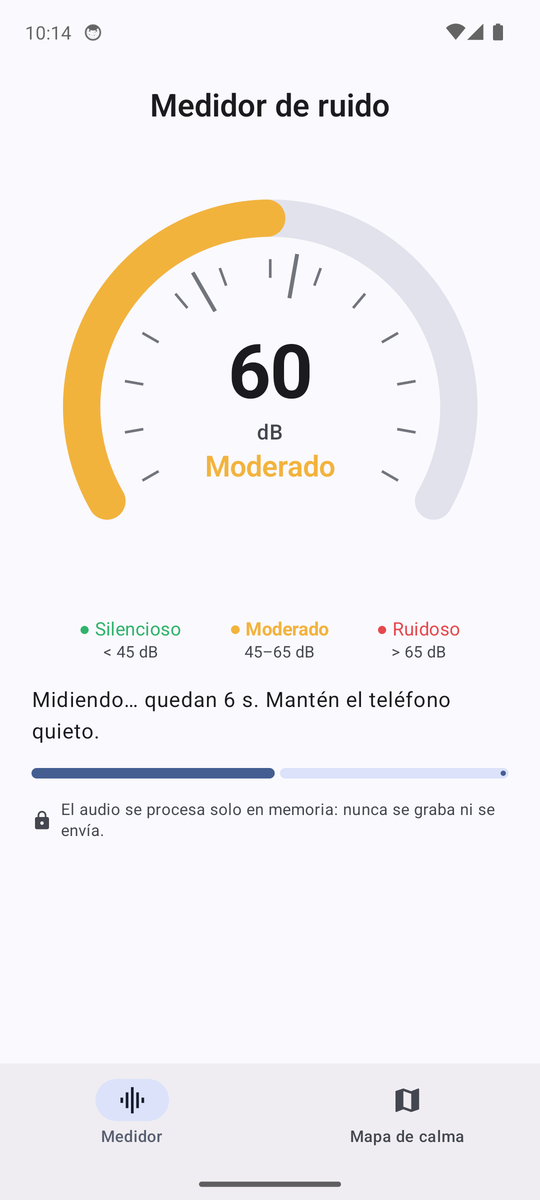 10:14
Medidor de ruido
60
dB
Moderado
Silencioso
< 45 dB
Moderado
45–65 dB
Ruidoso
> 65 dB
Midiendo… quedan 6 s. Mantén el teléfono
quieto.
El audio se procesa solo en memoria: nunca se graba ni se
envía.
Medidor
Mapa de calma